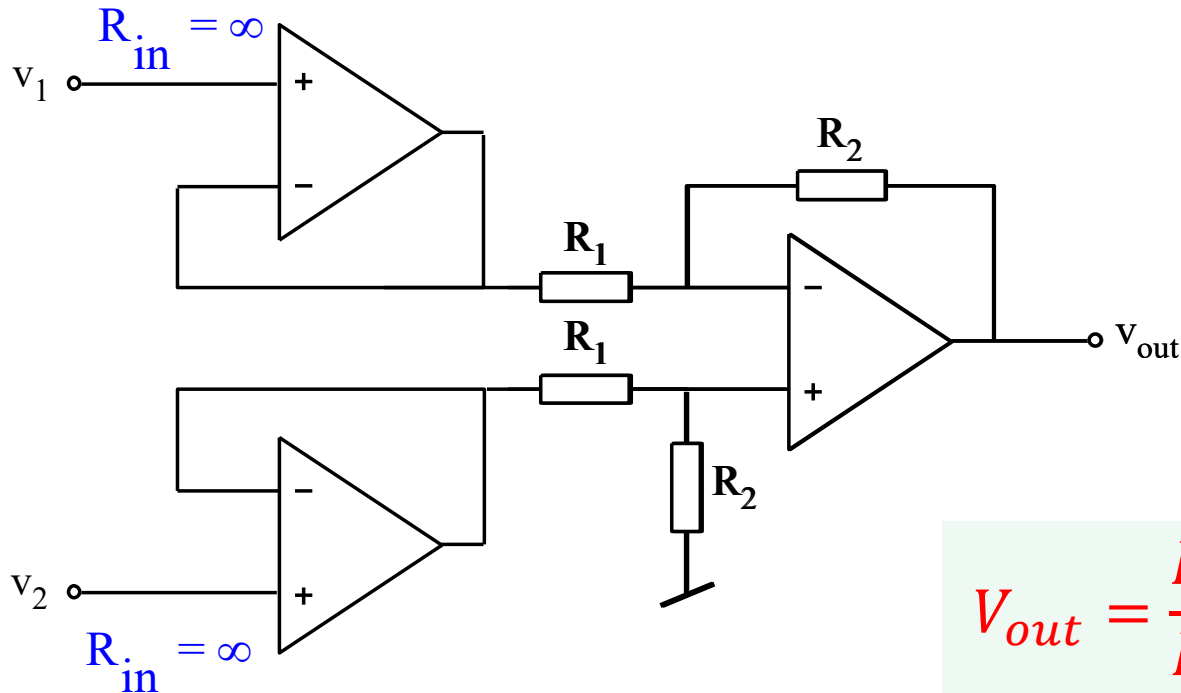 R_in = ∞
v_1
+
−
R_2
R_1
−
R_1
v_out
+
−
R_2
v_2
+
R_in = ∞
V_out =